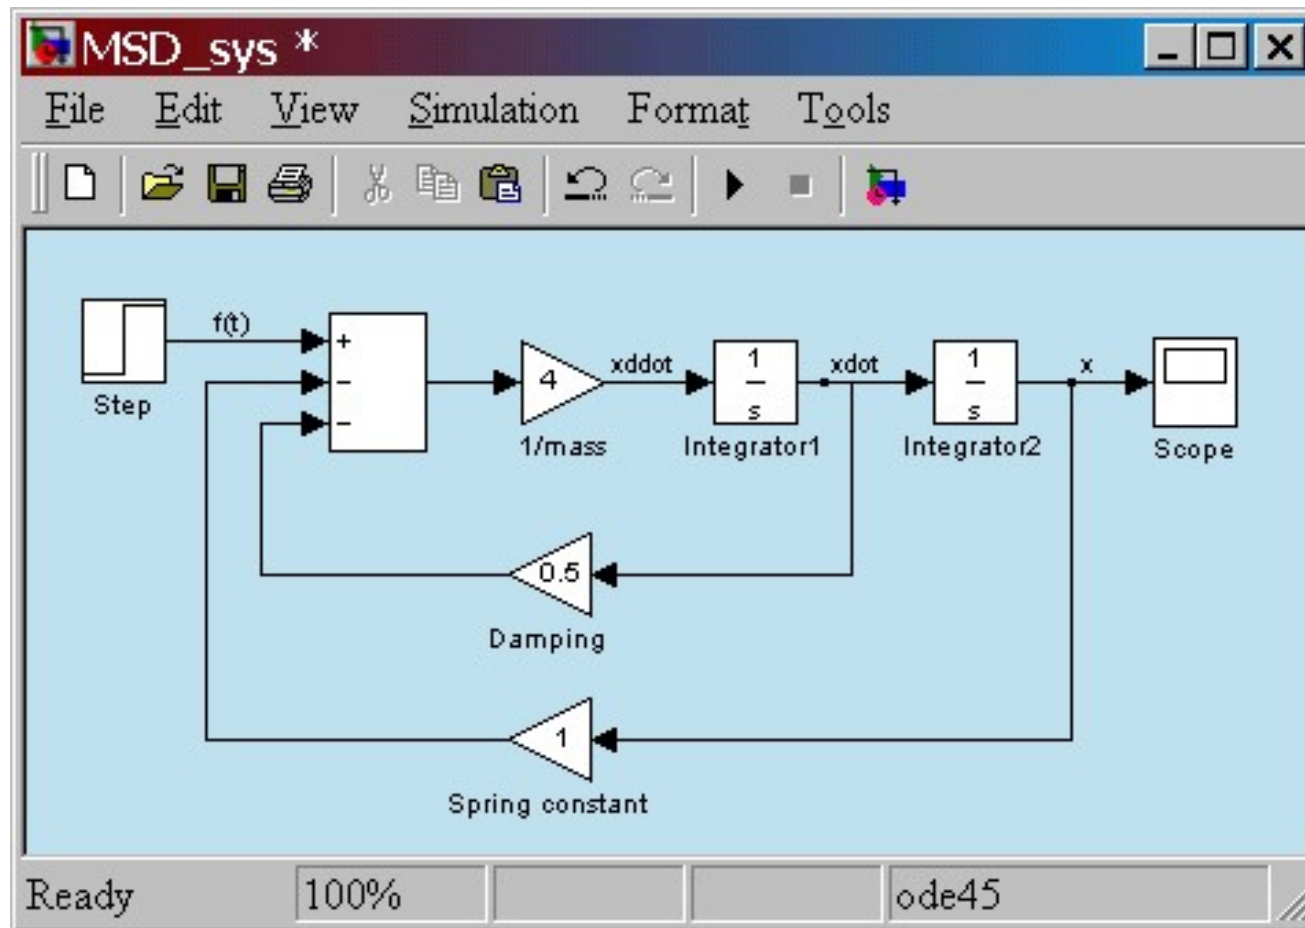 MSD_sys *
File Edit View Simulation Format Tools
f(t)
+
−
−
Step
4
1/mass
xddot
1
s
Integrator1
xdot
1
s
Integrator2
x
Scope
0.5
Damping
1
Spring constant
Ready 100% ode45